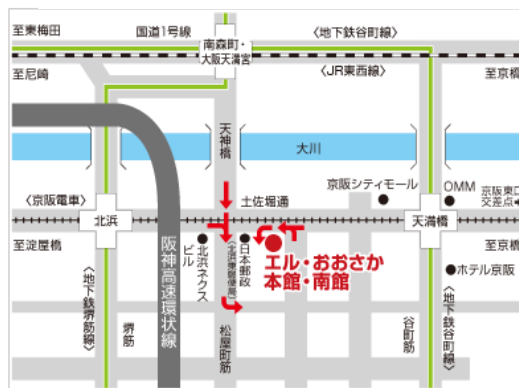 至東梅田
国道1号線
〈地下鉄谷町線〉
南森町・
大阪天満宮
至尼崎
〈JR東西線〉
至京橋
天神橋
大川
京阪シティモール
OMM
京阪東口
交差点
〈京阪電車〉
土佐堀通
北浜
天満橋
至淀屋橋
至京橋
阪神高速環状線
北浜ネクス
ビル
〈北浜東郵便局〉
日本郵政
エル・おおさか
本館・南館
ホテル京阪
〈地下鉄堺筋線〉
堺筋
松屋町筋
谷町筋
〈地下鉄谷町線〉